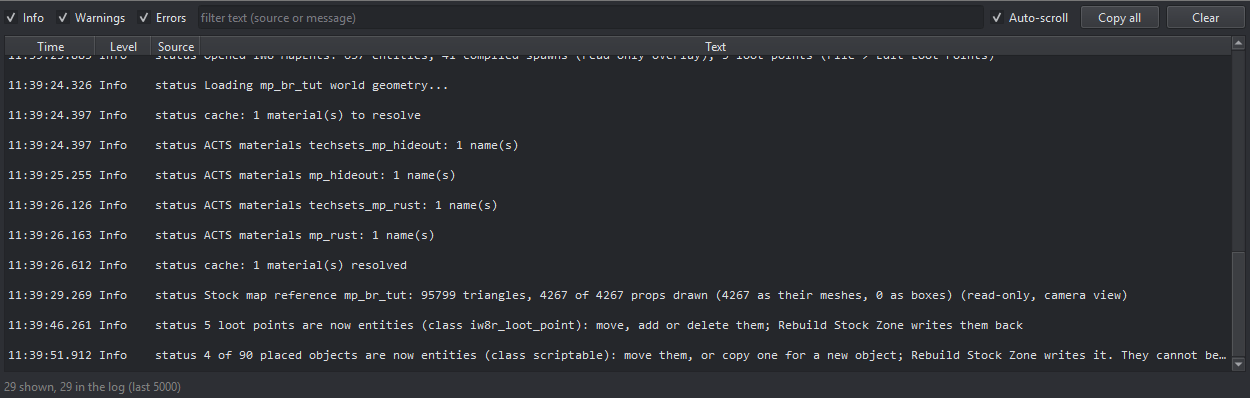 Info Warnings Errors filter text (source or message) Auto-scroll Copy all Clear
Time Level Source Text
11:39:24.326 Info status Loading mp_br_tut world geometry...
11:39:24.397 Info status cache: 1 material(s) to resolve
11:39:24.397 Info status ACTS materials techsets_mp_hideout: 1 name(s)
11:39:25.255 Info status ACTS materials mp_hideout: 1 name(s)
11:39:26.126 Info status ACTS materials techsets_mp_rust: 1 name(s)
11:39:26.163 Info status ACTS materials mp_rust: 1 name(s)
11:39:26.612 Info status cache: 1 material(s) resolved
11:39:29.269 Info status Stock map reference mp_br_tut: 95799 triangles, 4267 of 4267 props drawn (4267 as their meshes, 0 as boxes) (read-only, camera view)
11:39:46.261 Info status 5 loot points are now entities (class iw8r_loot_point): move, add or delete them; Rebuild Stock Zone writes them back
11:39:51.912 Info status 4 of 90 placed objects are now entities (class scriptable): move them, or copy one for a new object; Rebuild Stock Zone writes it. They cannot be…
29 shown, 29 in the log (last 5000)